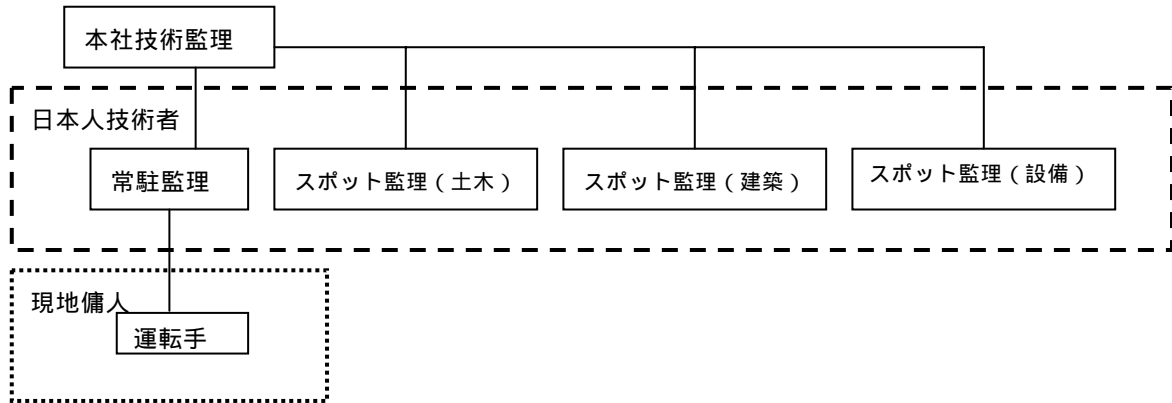 本社技術監理
日本人技術者
常駐監理
スポット監理（土木）
スポット監理（建築）
スポット監理（設備）
現地傭人
運転手